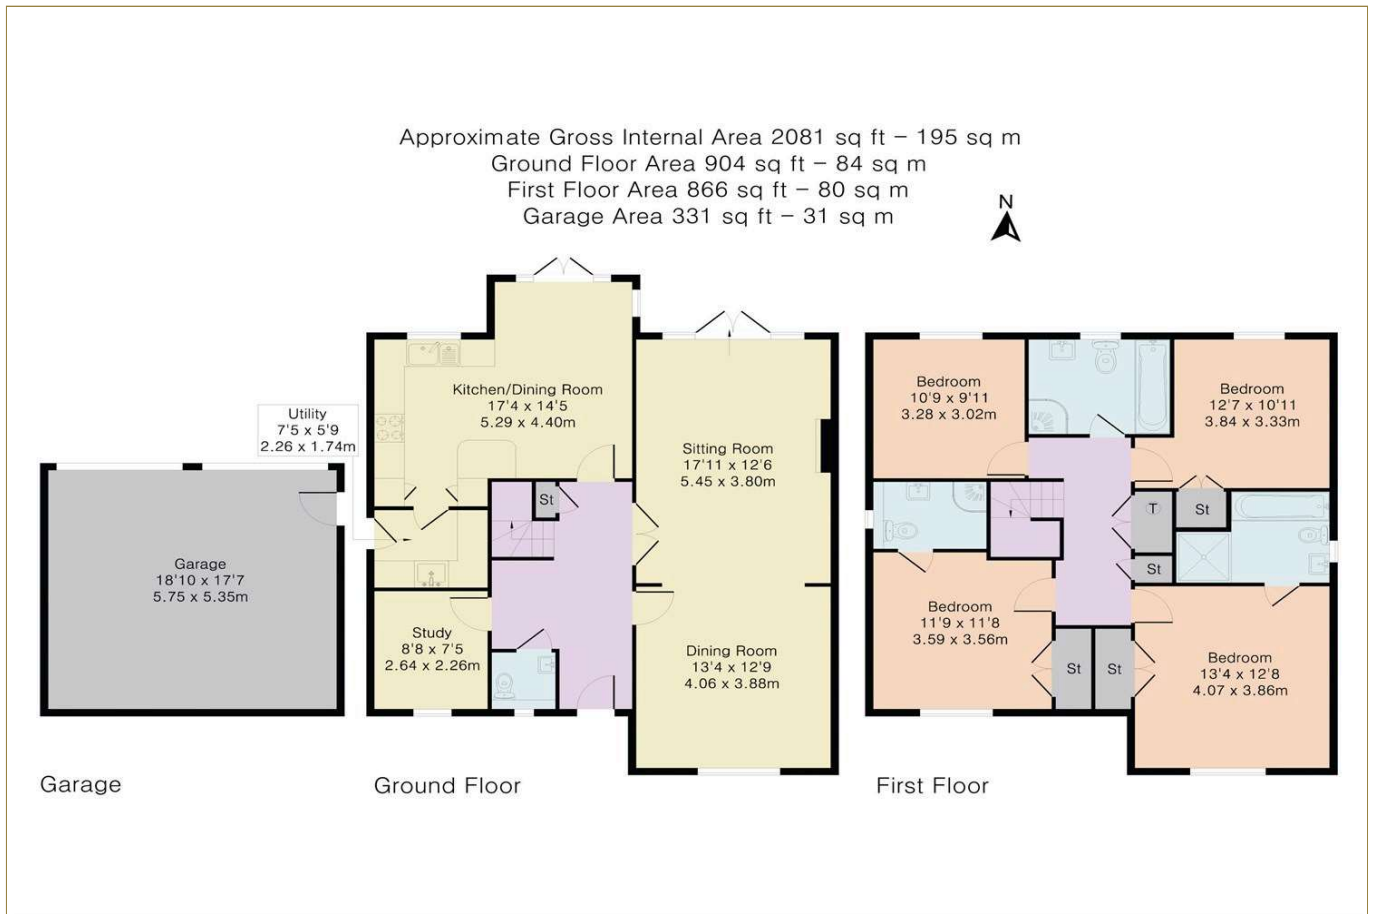 Approximate Gross Internal Area 2081 sq ft – 195 sq m
Ground Floor Area 904 sq ft – 84 sq m
First Floor Area 866 sq ft – 80 sq m
Garage Area 331 sq ft – 31 sq m
N
Utility
7'5 x 5'9
2.26 x 1.74m
Garage
18'10 x 17'7
5.75 x 5.35m
Garage
Kitchen/Dining Room
17'4 x 14'5
5.29 x 4.40m
St
Sitting Room
17'11 x 12'6
5.45 x 3.80m
Study
8'8 x 7'5
2.64 x 2.26m
Dining Room
13'4 x 12'9
4.06 x 3.88m
Ground Floor
Bedroom
10'9 x 9'11
3.28 x 3.02m
Bedroom
12'7 x 10'11
3.84 x 3.33m
T
St
St
Bedroom
11'9 x 11'8
3.59 x 3.56m
St
St
Bedroom
13'4 x 12'8
4.07 x 3.86m
First Floor